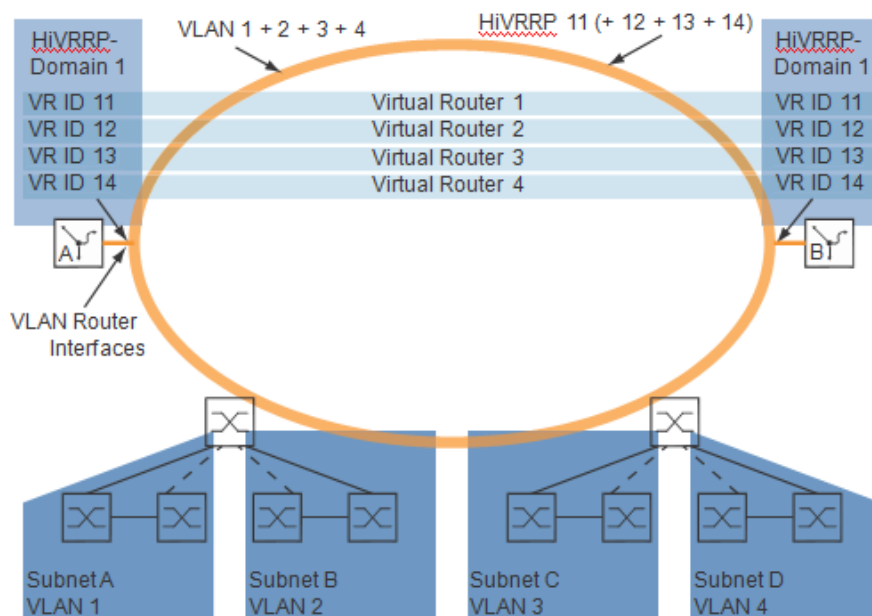 HiVRRP-
Domain 1
VLAN 1 + 2 + 3 + 4
HiVRRP 11 (+ 12 + 13 + 14)
HiVRRP-
Domain 1
VR ID 11
Virtual Router 1
VR ID 11
VR ID 12
Virtual Router 2
VR ID 12
VR ID 13
Virtual Router 3
VR ID 13
VR ID 14
Virtual Router 4
VR ID 14
A
B
VLAN Router
Interfaces
Subnet A
VLAN 1
Subnet B
VLAN 2
Subnet C
VLAN 3
Subnet D
VLAN 4